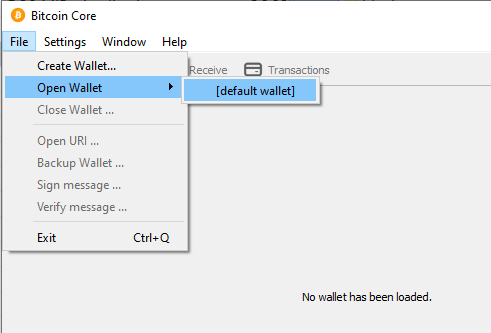 Bitcoin Core
File Settings Window Help
Create Wallet...
Receive Transactions
Open Wallet
[default wallet]
Close Wallet ...
Open URI ...
Backup Wallet ...
Sign message ...
Verify message ...
Exit Ctrl+Q
No wallet has been loaded.